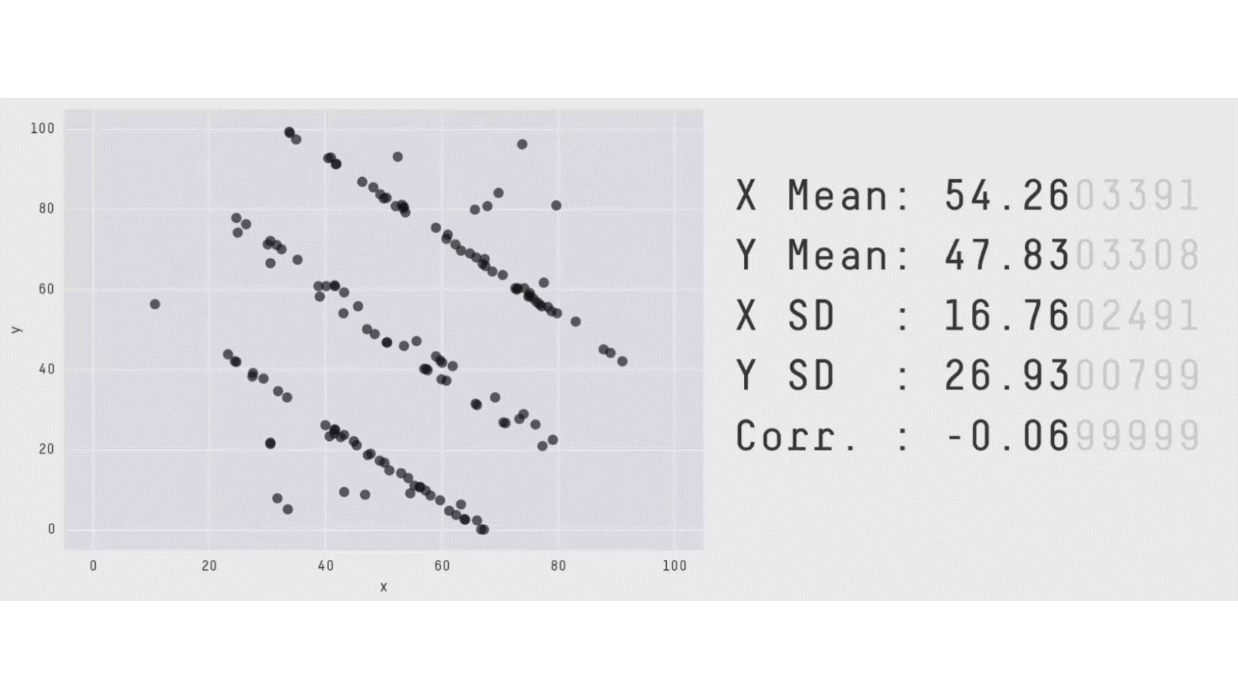 100
80
60
40
20
0
y
0 20 40 60 80 100
x
X Mean: 54.2603391
Y Mean: 47.8303308
X SD : 16.7602491
Y SD : 26.9300799
Corr. : -0.0699999